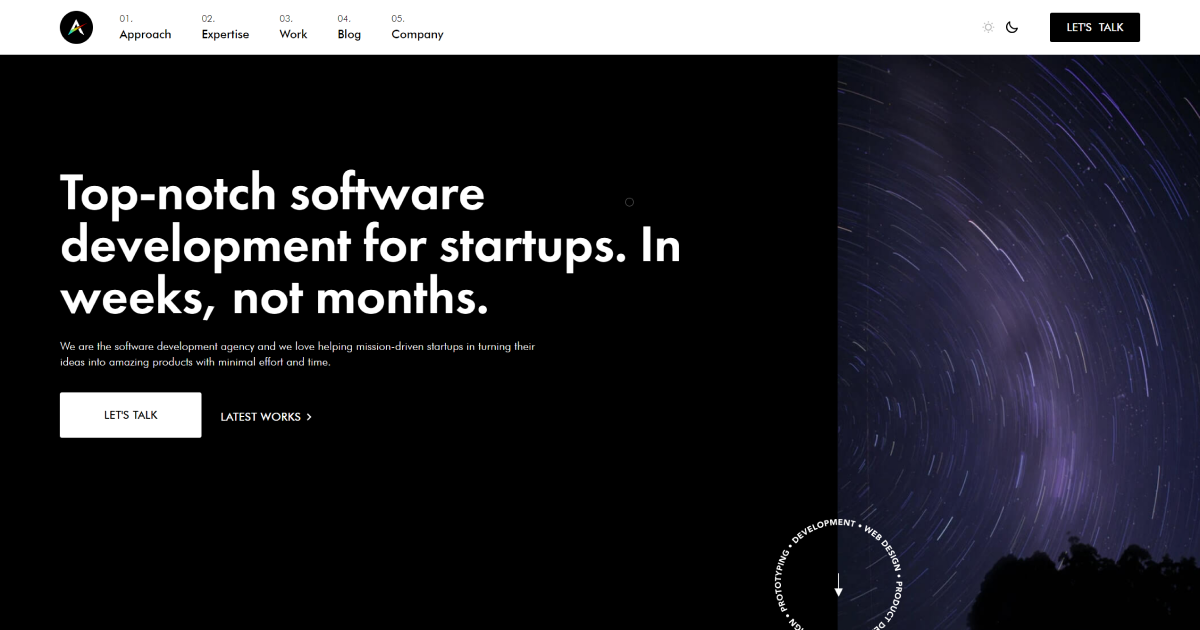 01.
Approach
02.
Expertise
03.
Work
04.
Blog
05.
Company
LET'S TALK
Top-notch software
development for startups. In
weeks, not months.
We are the software development agency and we love helping mission-driven startups in turning their
ideas into amazing products with minimal effort and time.
LET'S TALK
LATEST WORKS
PROTOTYPING • DEVELOPMENT • WEB DESIGN • PRODUCT